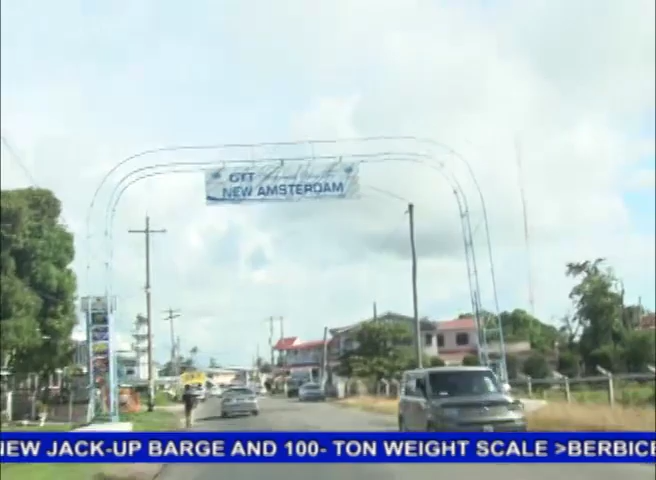 GTT
NEW AMSTERDAM
NEW JACK-UP BARGE AND 100- TON WEIGHT SCALE >BERBICE